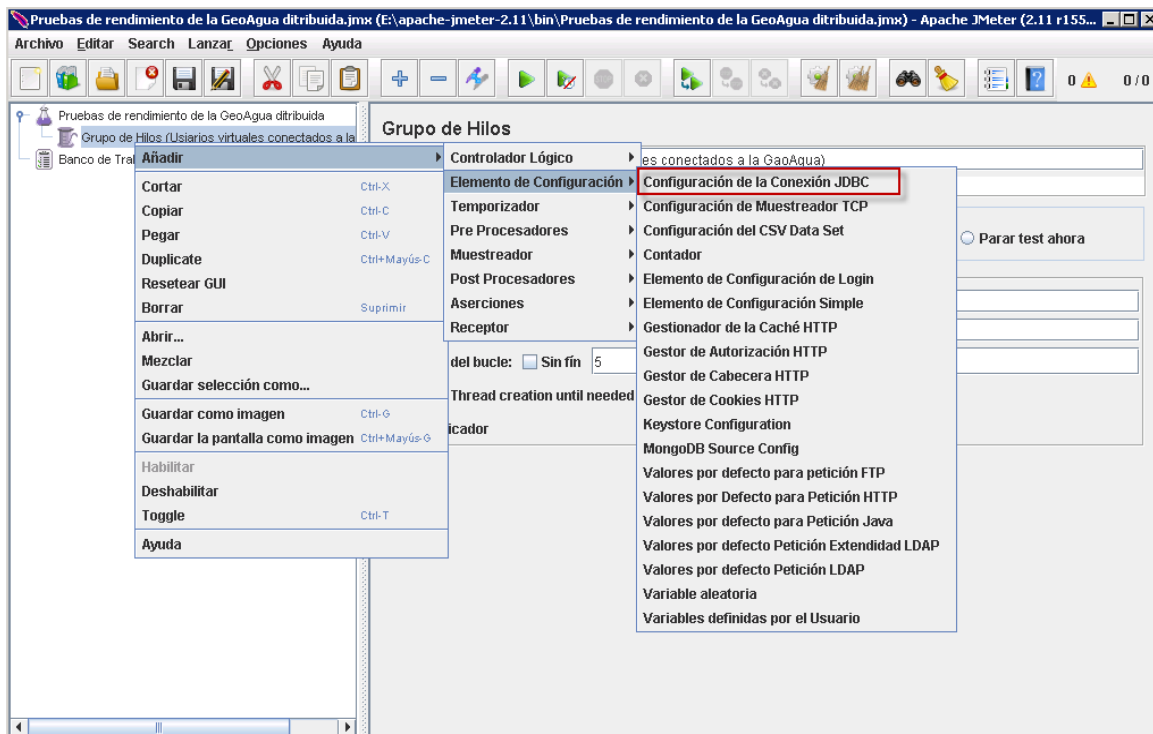 Pruebas de rendimiento de la GeoAgua ditribuida.jmx (E:\apache-jmeter-2.11\bin\Pruebas de rendimiento de la GeoAgua ditribuida.jmx) - Apache JMeter (2.11 r155...
Archivo Editar Search Lanzar Opciones Ayuda
0 0 / 0
Pruebas de rendimiento de la GeoAgua ditribuida
Grupo de Hilos (Usiarios virtuales conectados a la
Banco de Tral
Grupo de Hilos
es conectados a la GaoAqua)
Parar test ahora
del bucle: Sin fín 5
Thread creation until needed
icador
Añadir
Cortar Ctrl-X
Copiar Ctrl-C
Pegar Ctrl-V
Duplicate Ctrl+Mayús-C
Resetear GUI
Borrar Suprimir
Abrir...
Mezclar
Guardar selección como...
Guardar como imagen Ctrl-G
Guardar la pantalla como imagen Ctrl+Mayús-G
Habilitar
Deshabilitar
Toggle Ctrl-T
Ayuda
Controlador Lógico
Elemento de Configuración
Temporizador
Pre Procesadores
Muestreador
Post Procesadores
Aserciones
Receptor
Configuración de la Conexión JDBC
Configuración de Muestreador TCP
Configuración del CSV Data Set
Contador
Elemento de Configuración de Login
Elemento de Configuración Simple
Gestionador de la Caché HTTP
Gestor de Autorización HTTP
Gestor de Cabecera HTTP
Gestor de Cookies HTTP
Keystore Configuration
MongoDB Source Config
Valores por defecto para petición FTP
Valores por Defecto para Petición HTTP
Valores por defecto para Petición Java
Valores por defecto Petición Extendidad LDAP
Valores por defecto Petición LDAP
Variable aleatoria
Variables definidas por el Usuario